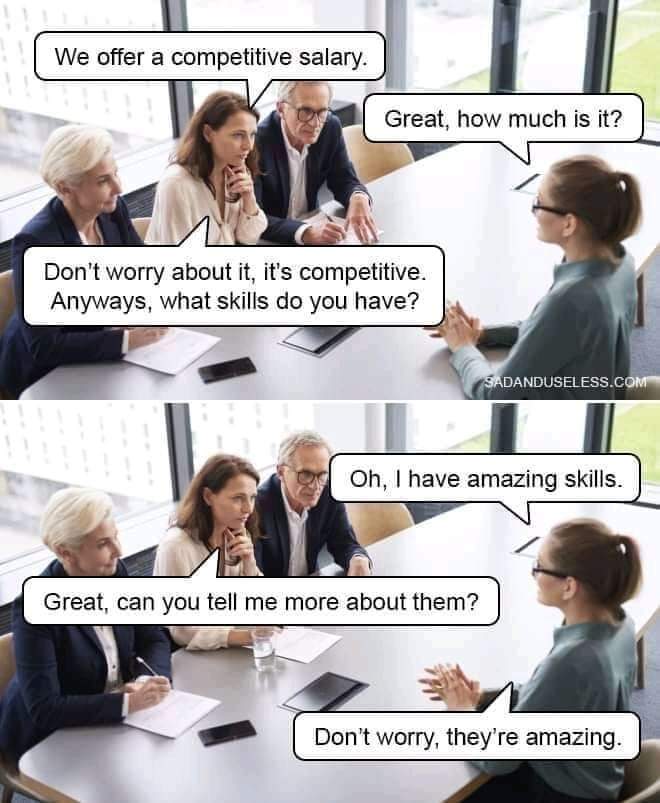 We offer a competitive salary.
Great, how much is it?
Don't worry about it, it's competitive.
Anyways, what skills do you have?
SADANDUSELESS.COM
Oh, I have amazing skills.
Great, can you tell me more about them?
Don't worry, they're amazing.